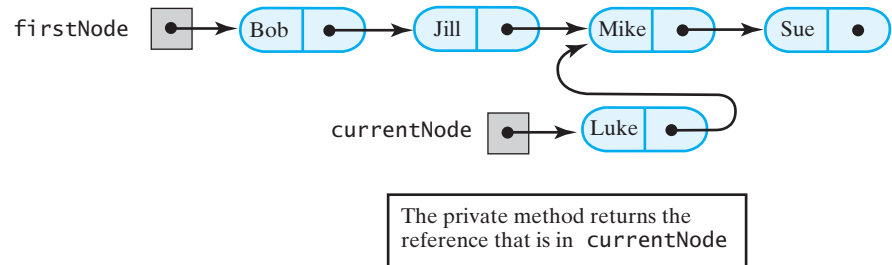 firstNode Bob Jill Mike Sue
currentNode Luke
The private method returns the
reference that is in currentNode